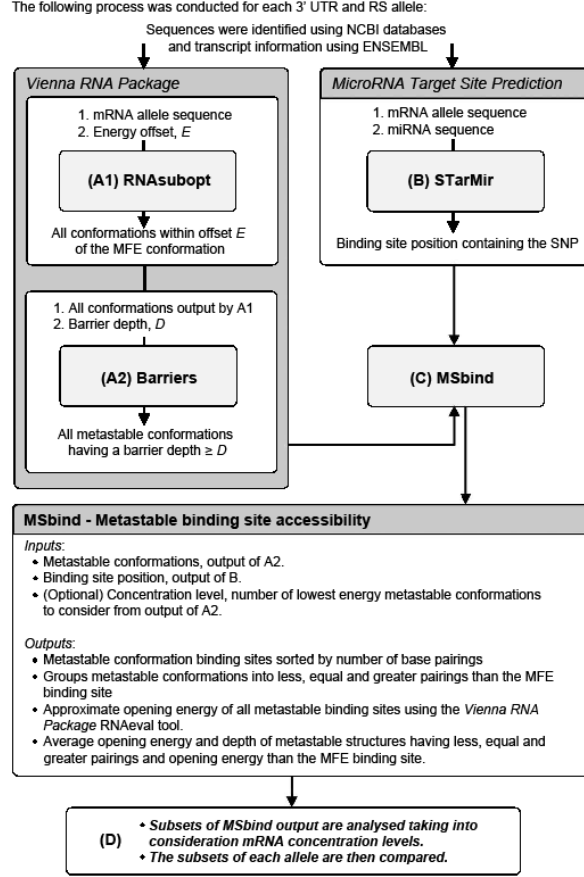 The following process was conducted for each 3' UTR and RS allele:
Sequences were identified using NCBI databases
and transcript information using ENSEMBL
Vienna RNA Package
1. mRNA allele sequence
2. Energy offset, E
(A1) RNAsubopt
All conformations within offset E
of the MFE conformation
1. All conformations output by A1
2. Barrier depth, D
(A2) Barriers
All metastable conformations
having a barrier depth ≥ D
MicroRNA Target Site Prediction
1. mRNA allele sequence
2. miRNA sequence
(B) STarMir
Binding site position containing the SNP
(C) MSbind
MSbind - Metastable binding site accessibility
Inputs:
♦ Metastable conformations, output of A2.
♦ Binding site position, output of B.
♦ (Optional) Concentration level, number of lowest energy metastable conformations
to consider from output of A2.
Outputs:
♦ Metastable conformation binding sites sorted by number of base pairings
♦ Groups metastable conformations into less, equal and greater pairings than the MFE
binding site
♦ Approximate opening energy of all metastable binding sites using the Vienna RNA
Package RNAeval tool.
♦ Average opening energy and depth of metastable structures having less, equal and
greater pairings and opening energy than the MFE binding site.
(D)
♦ Subsets of MSbind output are analysed taking into
consideration mRNA concentration levels.
♦ The subsets of each allele are then compared.